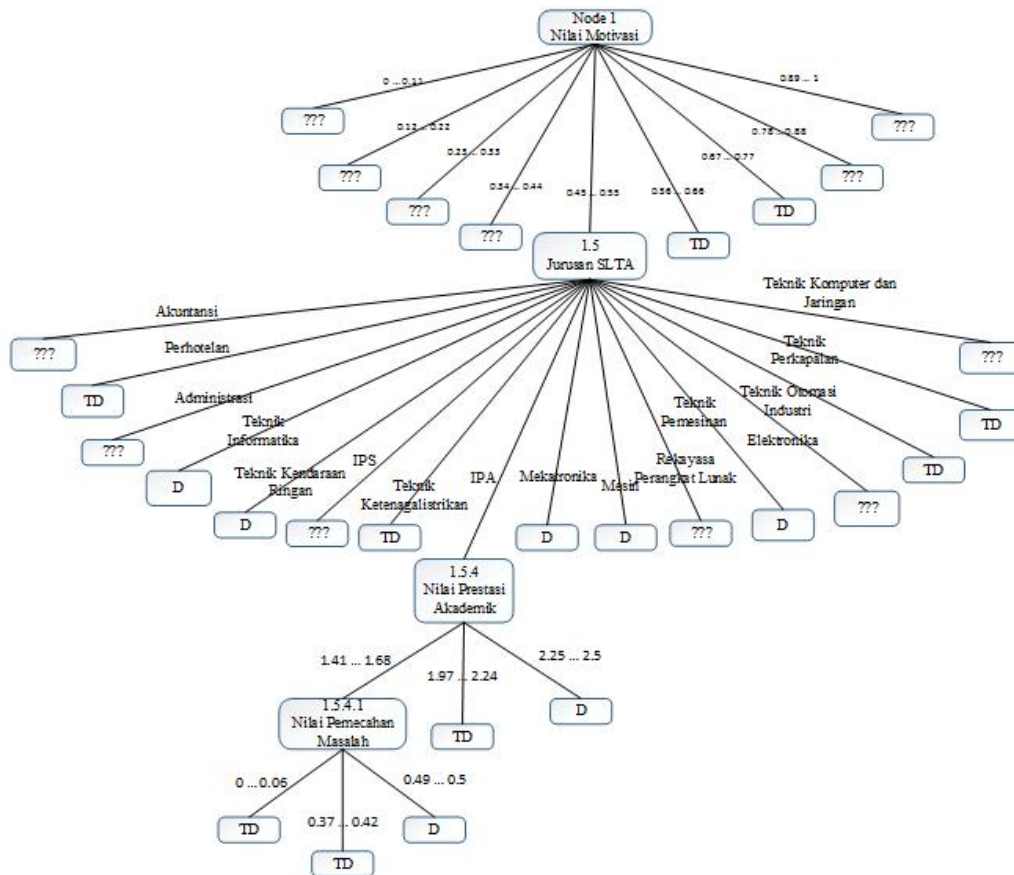 Node 1
Nilai Motivasi
0 ... 0.11
0.89 ... 1
???
???
0.12 ... 0.22
0.78 ... 0.88
0.23 ... 0.33
0.67 ... 0.77
???
???
0.34 ... 0.44
0.45 ... 0.55
0.56 ... 0.66
???
TD
???
TD
1.5
Jurusan SLTA
Teknik Komputer dan
Jaringan
Akuntansi
???
???
Perhotelan
Teknik
Perkapalan
TD
TD
Administrasi
Teknik Otomasi
Industri
???
TD
Teknik
Informatika
Teknik
Pemesinan
Elektronika
D
???
Teknik Kendaraan
Ringan
IPS
Teknik
Ketenagalistrikan
IPA
Mekatronika
Mesin
Rekayasa
Perangkat Lunak
D
???
TD
D
D
???
D
1.5.4
Nilai Prestasi
Akademik
1.41 ... 1.68
1.97 ... 2.24
2.25 ... 2.5
1.5.4.1
Nilai Pemecahan
Masalah
TD
D
0 ... 0.06
0.37 ... 0.42
0.49 ... 0.5
TD
TD
D